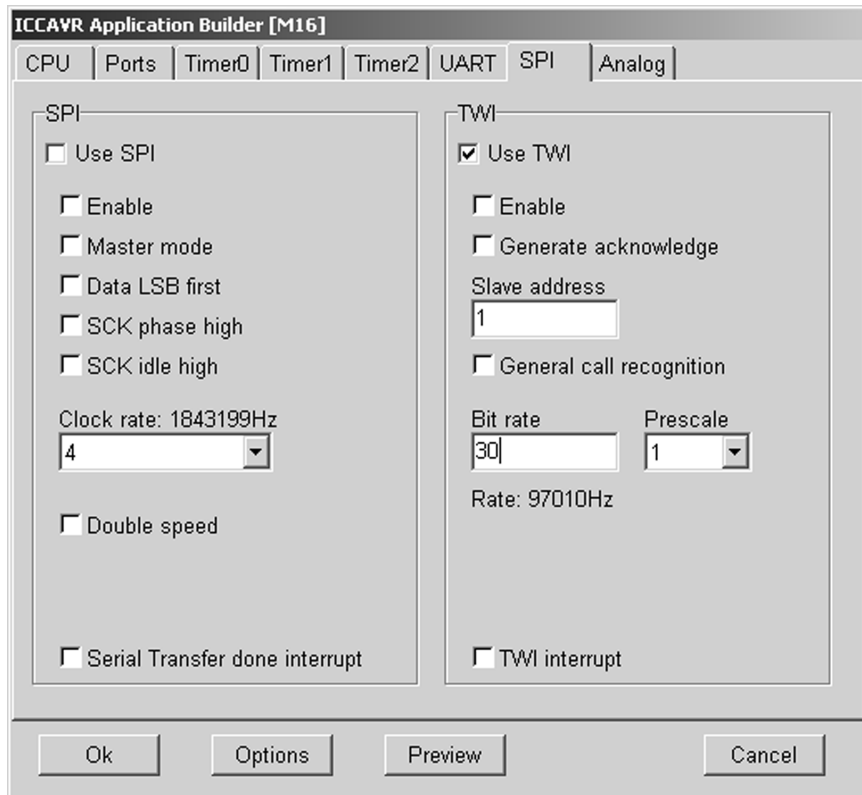 ICCAVR Application Builder [M16]
CPU Ports Timer0 Timer1 Timer2 UART SPI Analog
SPI
Use SPI
Enable
Master mode
Data LSB first
SCK phase high
SCK idle high
Clock rate: 1843199Hz
4
Double speed
Serial Transfer done interrupt
TWI
Use TWI
Enable
Generate acknowledge
Slave address
1
General call recognition
Bit rate Prescale
30 1
Rate: 97010Hz
TWI interrupt
Ok Options Preview Cancel